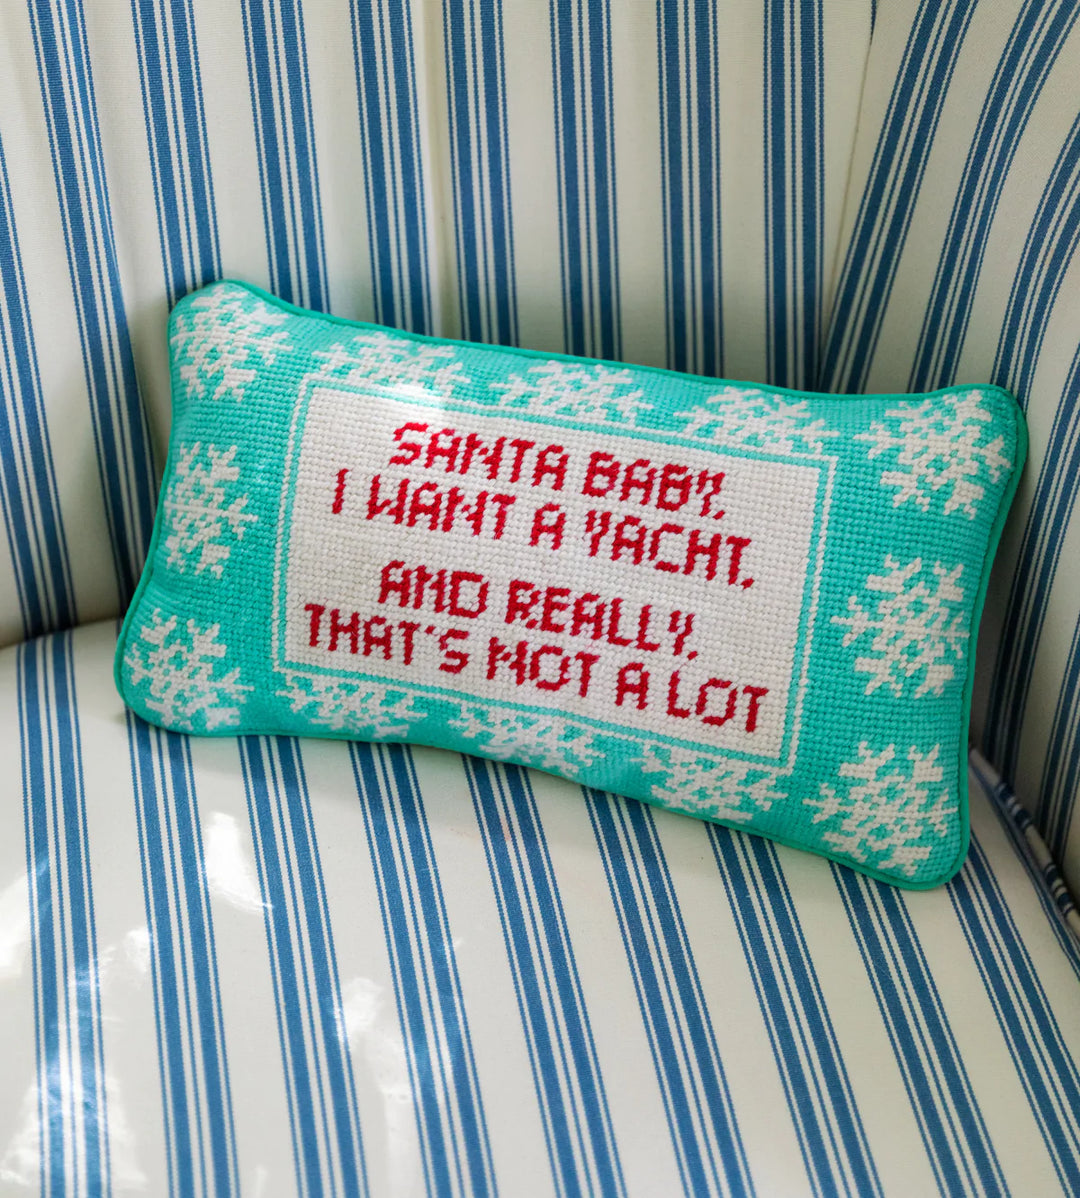 SANTA BABY,
I WANT A YACHT,
AND REALLY,
THAT'S NOT A LOT